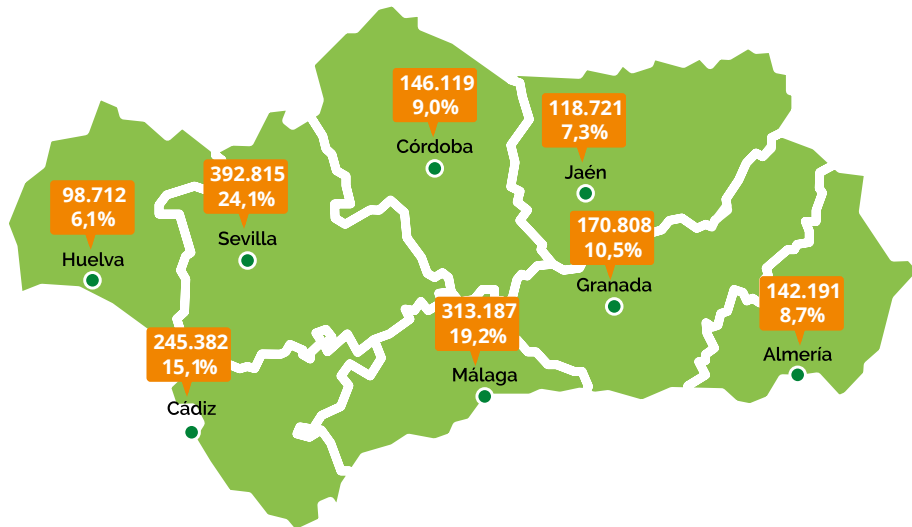 146.119
9,0%
Córdoba
118.721
7,3%
Jaén
392.815
24,1%
Sevilla
98.712
6,1%
Huelva
170.808
10,5%
Granada
142.191
8,7%
Almería
313.187
19,2%
Málaga
245.382
15,1%
Cádiz